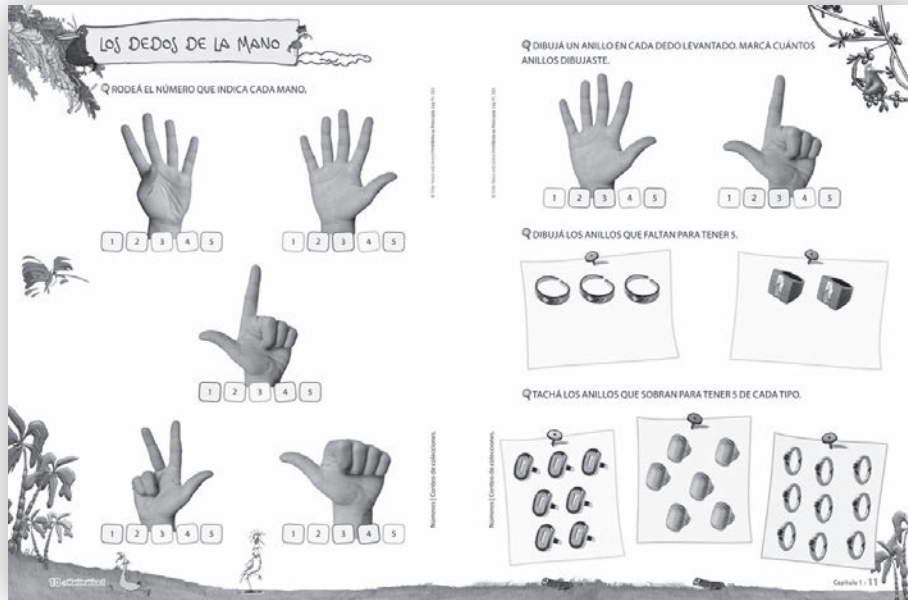 LOS DEDOS DE LA MANO
RODEÁ EL NÚMERO QUE INDICA CADA MANO.
1 2 3 4 5
1 2 3 4 5
1 2 3 4 5
1 2 3 4 5
1 2 3 4 5
Números | Conteo de colecciones.
10
DIBUJÁ UN ANILLO EN CADA DEDO LEVANTADO. MARCÁ CUÁNTOS
ANILLOS DIBUJASTE.
1 2 3 4 5
1 2 3 4 5
DIBUJÁ LOS ANILLOS QUE FALTAN PARA TENER 5.
TACHÁ LOS ANILLOS QUE SOBRAN PARA TENER 5 DE CADA TIPO.
Números | Conteo de colecciones.
Capítulo 1 : 11